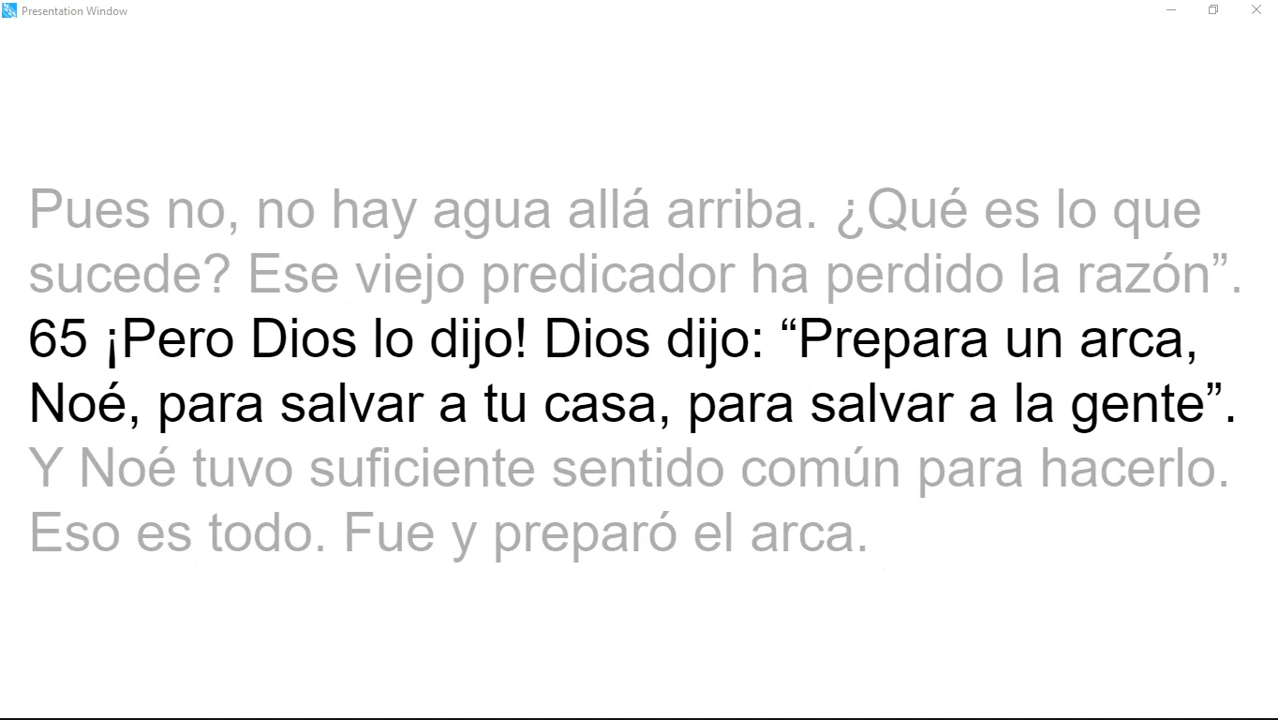 Presentation Window
Pues no, no hay agua allá arriba. ¿Qué es lo que
sucede? Ese viejo predicador ha perdido la razón”.
65 ¡Pero Dios lo dijo! Dios dijo: “Prepara un arca,
Noé, para salvar a tu casa, para salvar a la gente”.
Y Noé tuvo suficiente sentido común para hacerlo.
Eso es todo. Fue y preparó el arca.